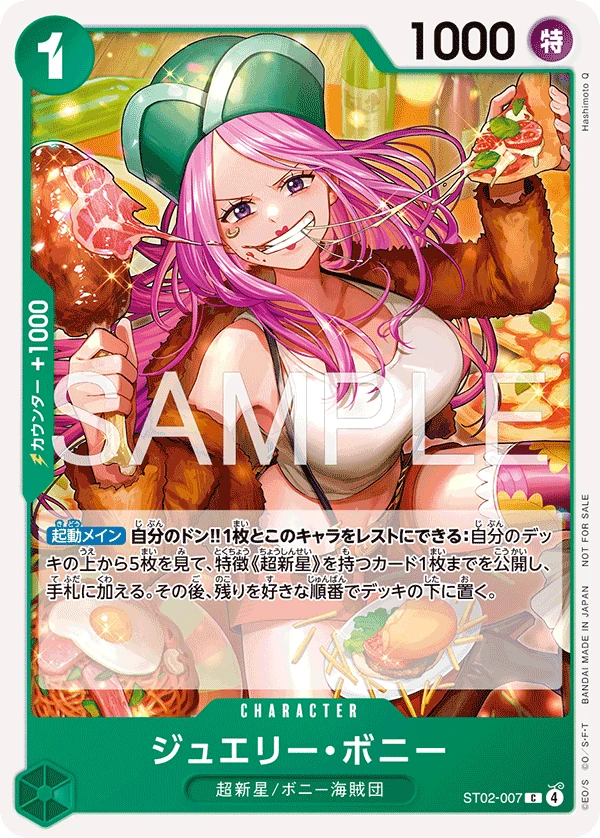 1
1000
特
Hashimoto Q
カウンター +1000
SAMPLE
起動メイン 自分のドン!!1枚とこのキャラをレストにできる：自分のデッ
キの上から5枚を見て、特徴《超新星》を持つカード1枚までを公開し、
手札に加える。その後、残りを好きな順番でデッキの下に置く。
©E.O/S ©O/S･F･T BANDAI MADE IN JAPAN NOT FOR SALE
CHARACTER
ジュエリー・ボニー
超新星/ボニー海賊団
ST02-007 C 4